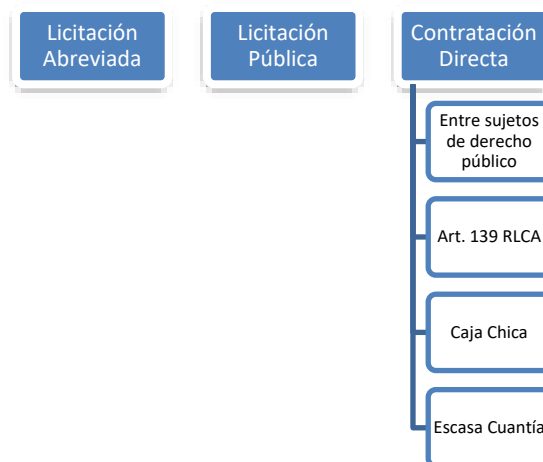 Licitación
Abreviada
Licitación
Pública
Contratación
Directa
Entre sujetos
de derecho
público
Art. 139 RLCA
Caja Chica
Escasa Cuantía